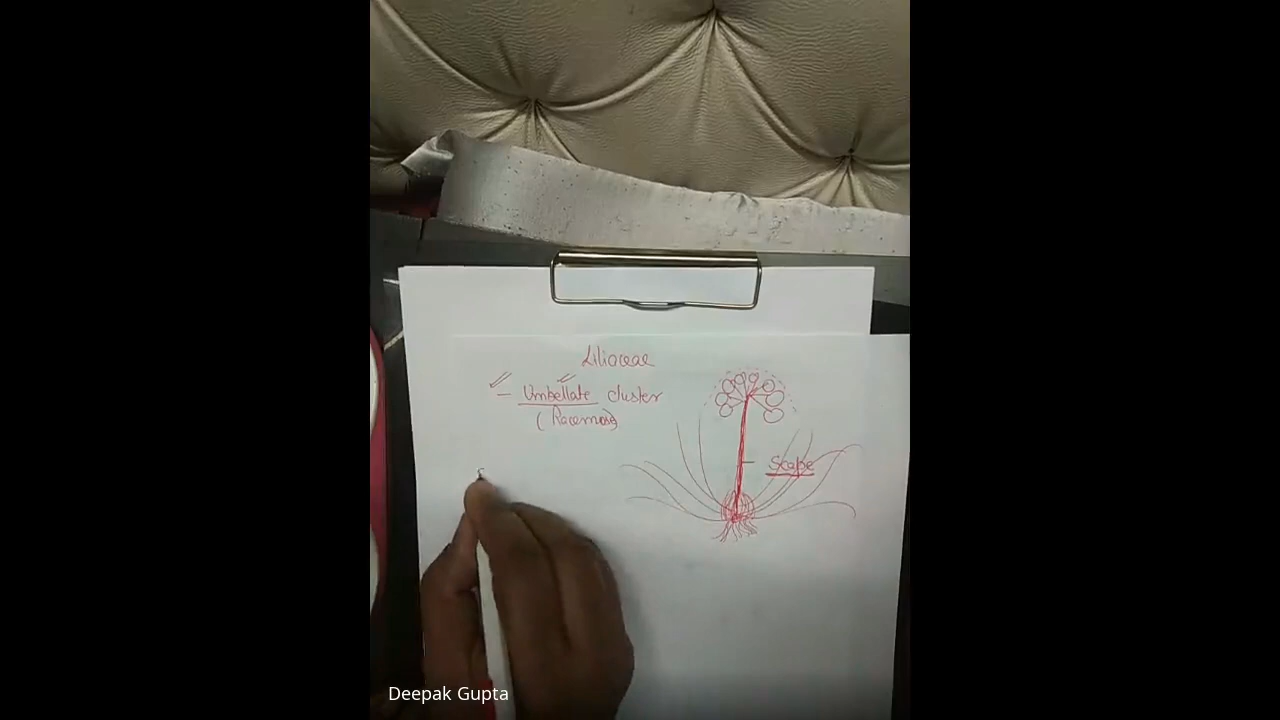 Liliaceae
- Umbellate cluster
(Racemose)
Scape
Deepak Gupta